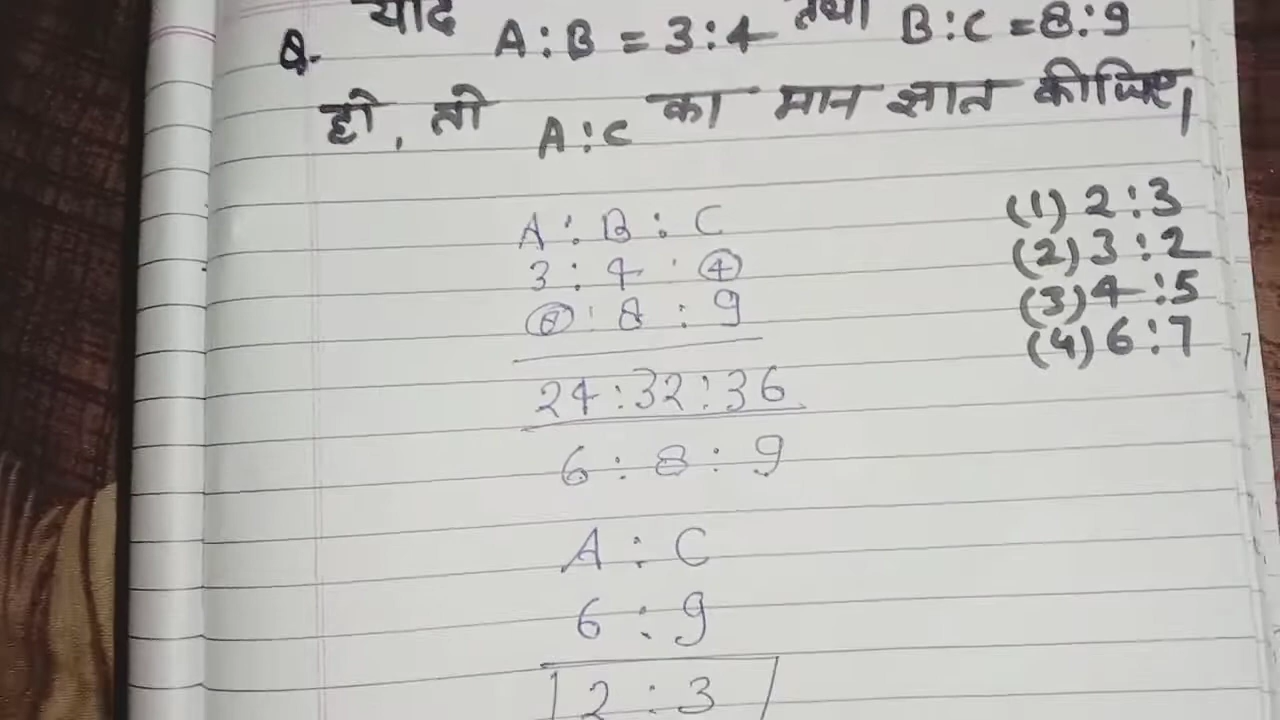 Q. यदि A:B = 3:4 तथा B:C = 8:9
हो, तो A:C का मान ज्ञात कीजिए।
(1) 2:3
(2) 3:2
(3) 4:5
(4) 6:7
A : B : C
3 : 4 : 4
8 : 8 : 9
24:32:36
6 : 8 : 9
A : C
6 : 9
2 : 3